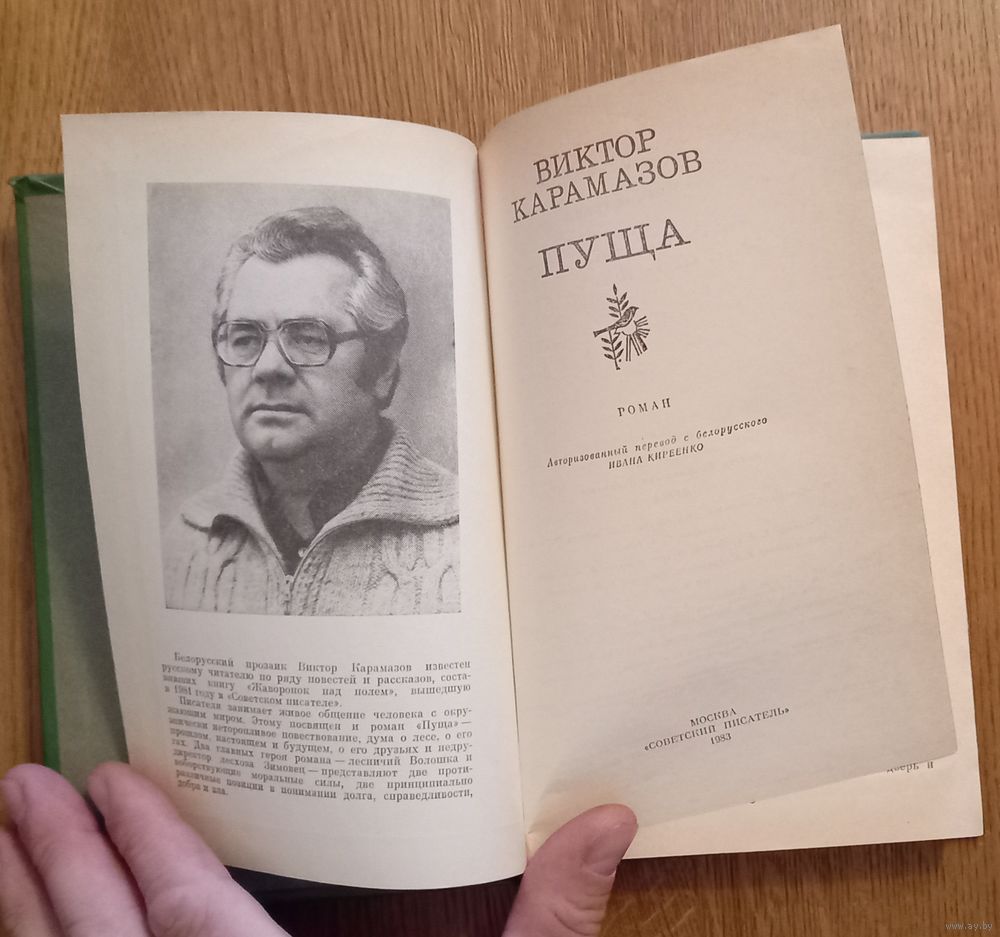 Белорусский прозаик Виктор Карамазов известен
русскому читателю по ряду повестей и рассказов, соста-
вивших книгу «Жаворонок над полем», вышедшую
в 1981 году в «Советском писателе».
Писателя занимает живое общение человека с окру-
жающим миром. Этому посвящен и роман «Пуща» —
эпически неторопливое повествование, дума о лесе, о его
прошлом, настоящем и будущем, о его друзьях и недру-
гах. Два главных героя романа — лесничий Волошка и
директор лесхоза Зимовец — представляют две проти-
воборствующие моральные силы, две принципиально
различные позиции в понимании долга, справедливости,
добра и зла.
ВИКТОР
КАРАМАЗОВ
ПУЩА
РОМАН
Авторизованный перевод с белорусского
ИВАНА КИРЕЕНКО
МОСКВА
«СОВЕТСКИЙ ПИСАТЕЛЬ»
1983
дверь и
www.ay.by